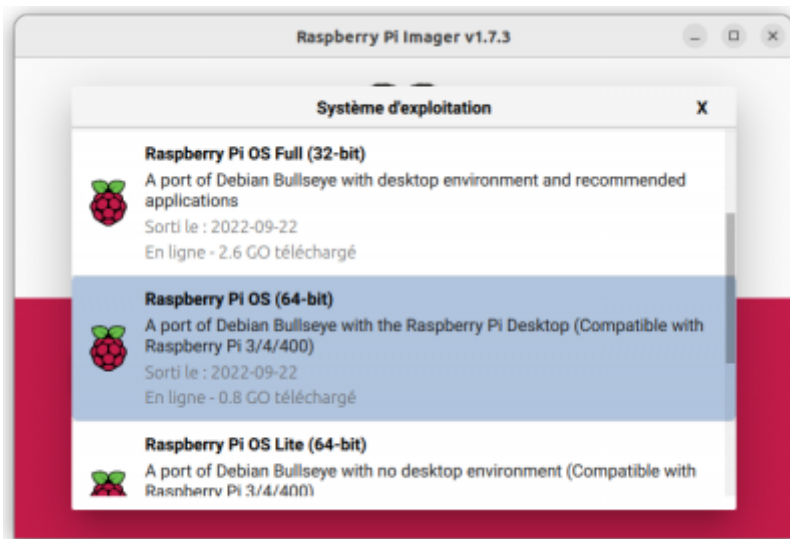 Raspberry Pi Imager v1.7.3
Système d'exploitation X
Raspberry Pi OS Full (32-bit)
A port of Debian Bullseye with desktop environment and recommended
applications
Sorti le : 2022-09-22
En ligne - 2.6 GO téléchargé
Raspberry Pi OS (64-bit)
A port of Debian Bullseye with the Raspberry Pi Desktop (Compatible with
Raspberry Pi 3/4/400)
Sorti le : 2022-09-22
En ligne - 0.8 GO téléchargé
Raspberry Pi OS Lite (64-bit)
A port of Debian Bullseye with no desktop environment (Compatible with
Raspberry Pi 3/4/400)